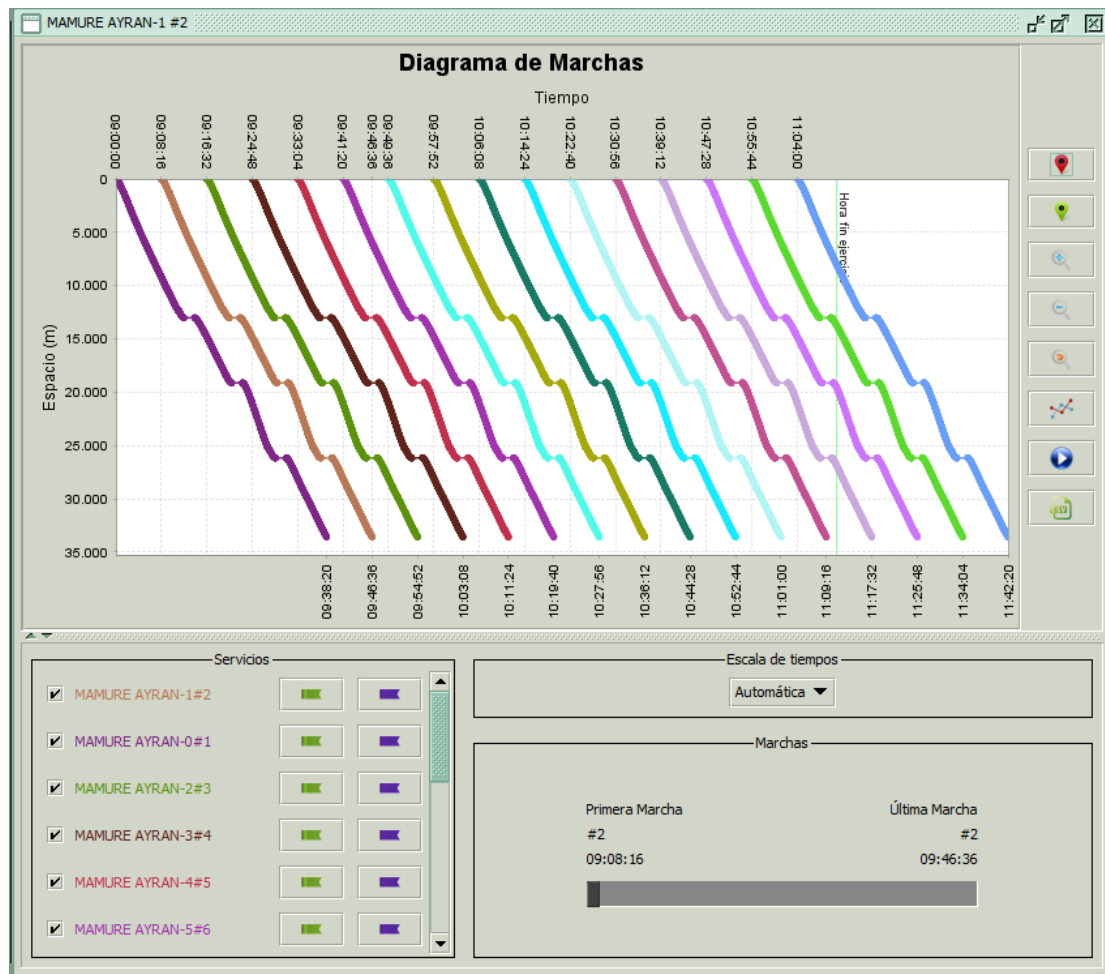 MAMURE AYRAN-1 #2
Diagrama de Marchas
Tiempo
09:00:00
09:08:16
09:16:32
09:24:48
09:33:04
09:41:20
09:46:36
09:49:36
09:57:52
10:06:08
10:14:24
10:22:40
10:30:56
10:39:12
10:47:28
10:55:44
11:04:00
Espacio (m)
0
5.000
10.000
15.000
20.000
25.000
30.000
35.000
Hora fin
09:38:20
09:46:36
09:54:52
10:03:08
10:11:24
10:19:40
10:27:56
10:36:12
10:44:28
10:52:44
11:01:00
11:09:16
11:17:32
11:25:48
11:34:04
11:42:20
Servicios
MAMURE AYRAN-1#2
MAMURE AYRAN-0#1
MAMURE AYRAN-2#3
MAMURE AYRAN-3#4
MAMURE AYRAN-4#5
MAMURE AYRAN-5#6
Escala de tiempos
Automática
Marchas
Primera Marcha Última Marcha
#2 #2
09:08:16 09:46:36